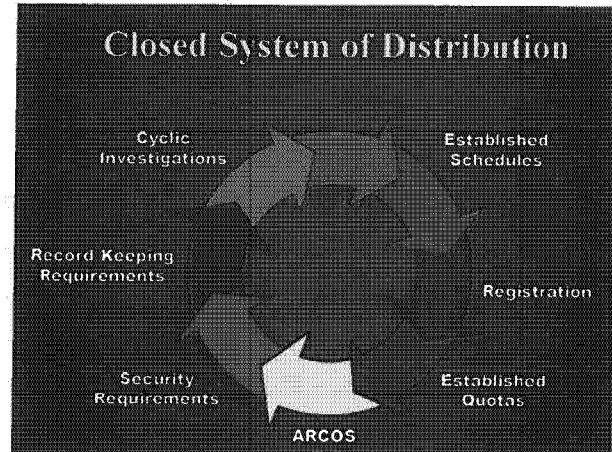 Closed System of Distribution
Cyclic
Investigations
Established
Schedules
Record Keeping
Requirements
Registration
Security
Requirements
Established
Quotas
ARCOS